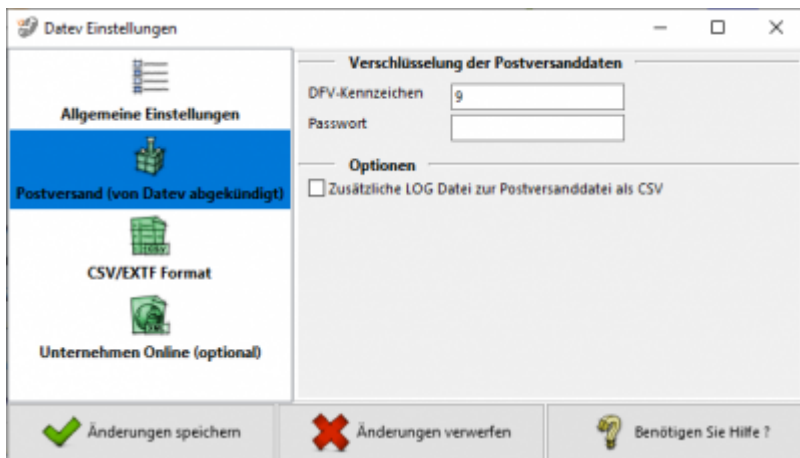 Datev Einstellungen
Allgemeine Einstellungen
Postversand (von Datev abgekündigt)
CSV/EXTF Format
Unternehmen Online (optional)
Verschlüsselung der Postversanddaten
DFV-Kennzeichen 9
Passwort
Optionen
Zusätzliche LOG Datei zur Postversanddatei als CSV
Änderungen speichern
Änderungen verwerfen
Benötigen Sie Hilfe ?